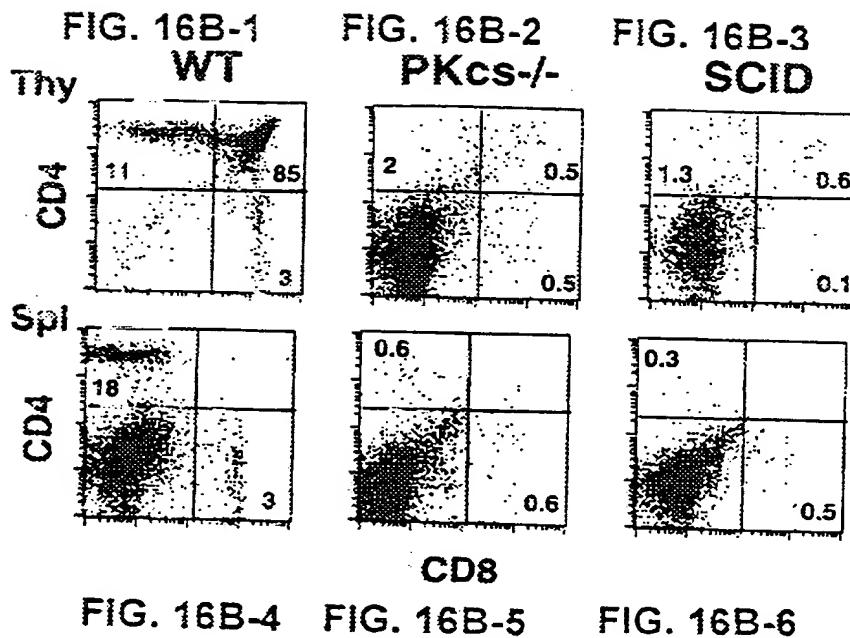 FIG. 16B-1 FIG. 16B-2 FIG. 16B-3
WT PKcs-/- SCID
Thy
CD4
11 85 3
2 0.5 0.5
1.3 0.6 0.1
Spl
CD4
18 3
0.6 0.6
0.3 0.5
CD8
FIG. 16B-4 FIG. 16B-5 FIG. 16B-6